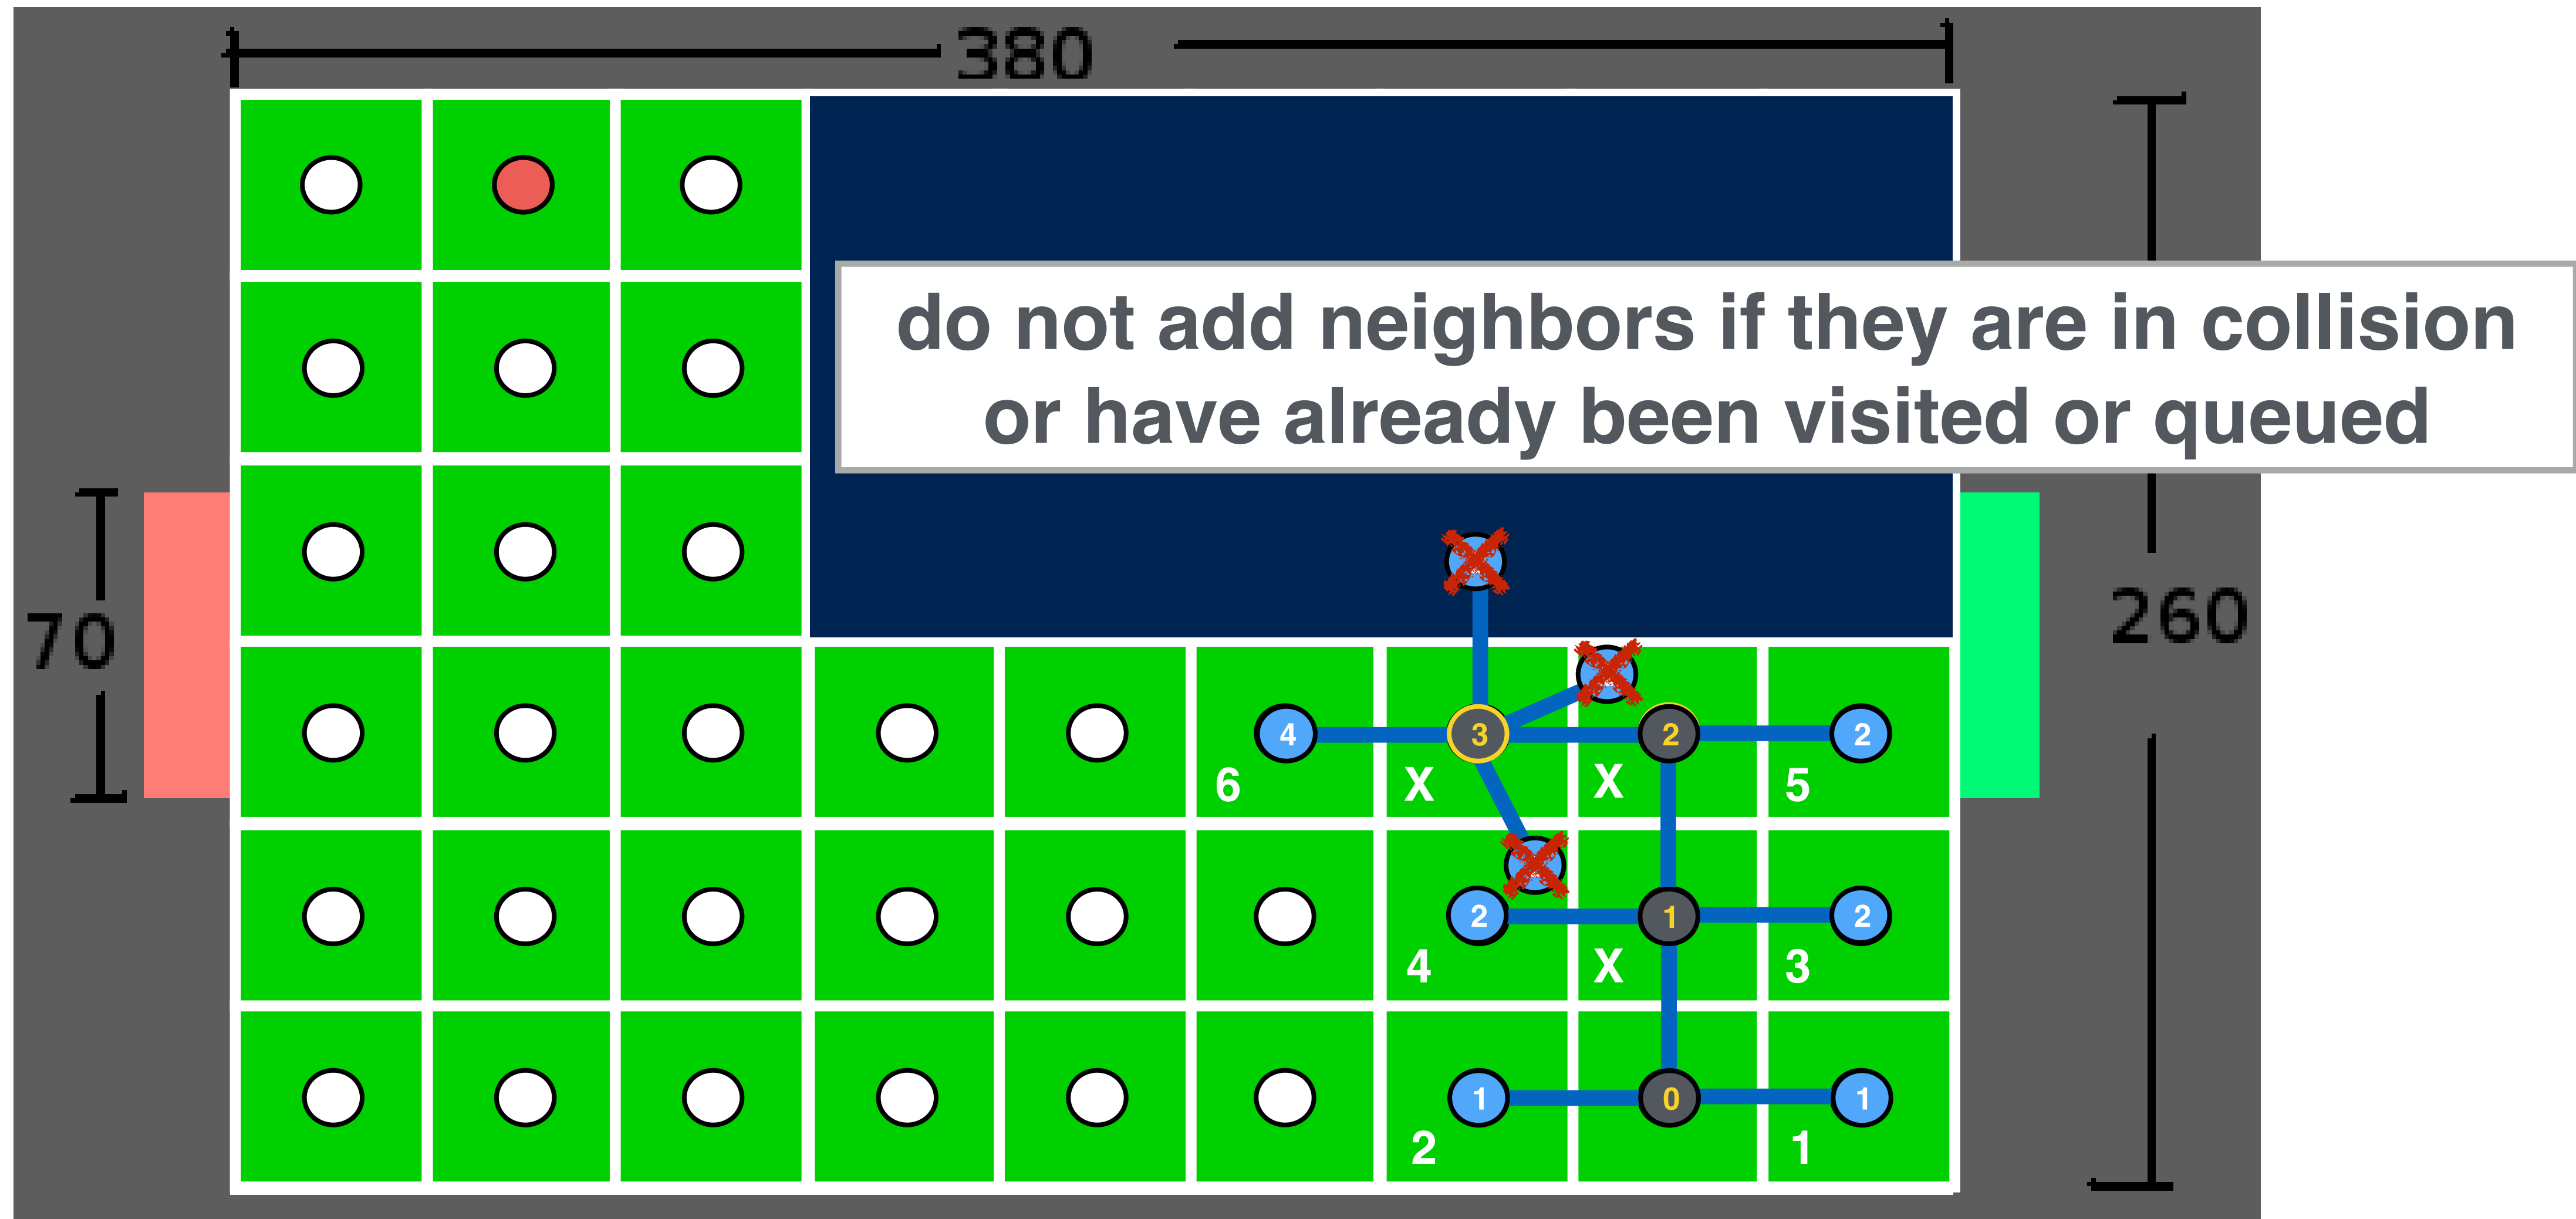 380
do not add neighbors if they are in collision
or have already been visited or queued
70
260
4 3 2 2
6 X X 5
2 1 2
4 X 3
1 0 1
2 1